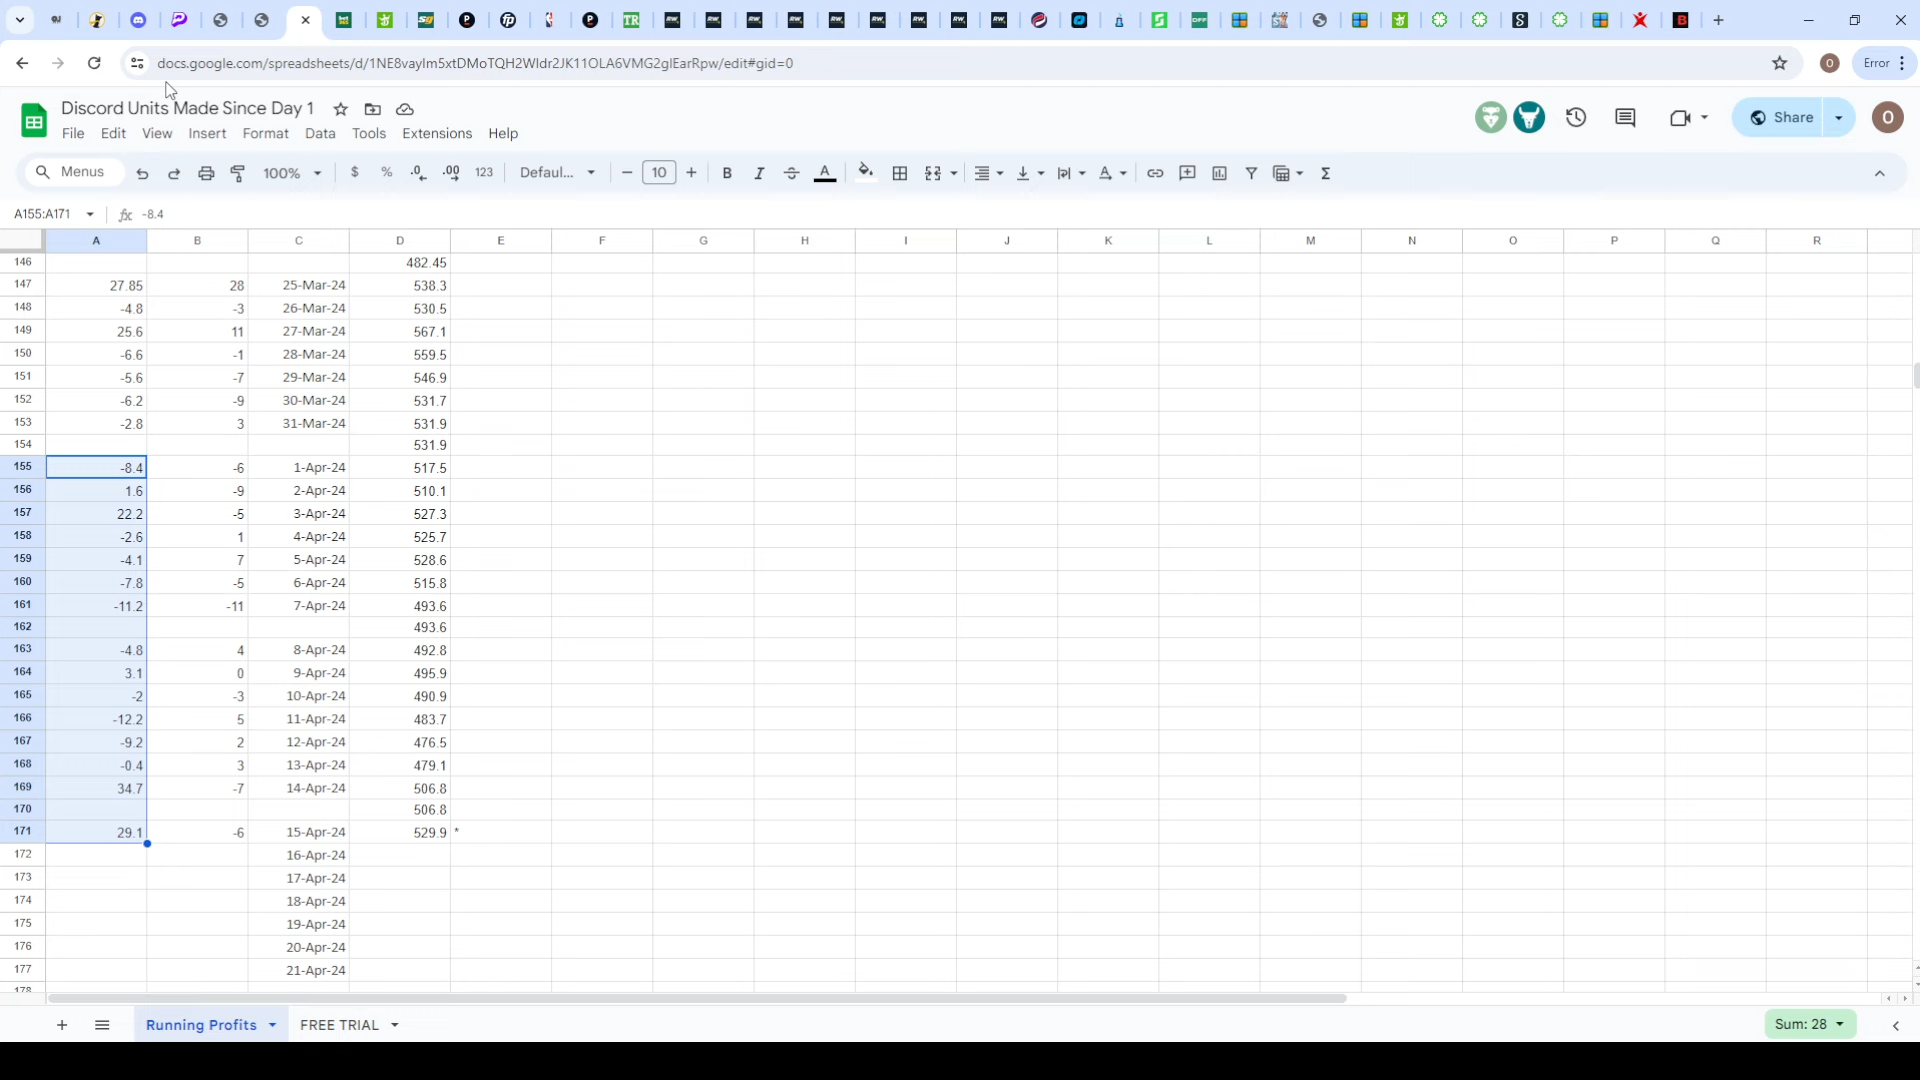 docs.google.com/spreadsheets/d/1NE8vayIm5xtDMoTQH2WIdr2JK11OLA6VMG2gIEarRpw/edit#gid=0
O
Error
Discord Units Made Since Day 1
File Edit View Insert Format Data Tools Extensions Help
Share
O
Menus 100% $ % .0 .00 123 Defaul... 10 B I A
A155:A171 fx -8.4
A B C D E F G H I J K L M N O P Q R
146 482.45
147 27.85 28 25-Mar-24 538.3
148 -4.8 -3 26-Mar-24 530.5
149 25.6 11 27-Mar-24 567.1
150 -6.6 -1 28-Mar-24 559.5
151 -5.6 -7 29-Mar-24 546.9
152 -6.2 -9 30-Mar-24 531.7
153 -2.8 3 31-Mar-24 531.9
154 531.9
155 -8.4 -6 1-Apr-24 517.5
156 1.6 -9 2-Apr-24 510.1
157 22.2 -5 3-Apr-24 527.3
158 -2.6 1 4-Apr-24 525.7
159 -4.1 7 5-Apr-24 528.6
160 -7.8 -5 6-Apr-24 515.8
161 -11.2 -11 7-Apr-24 493.6
162 493.6
163 -4.8 4 8-Apr-24 492.8
164 3.1 0 9-Apr-24 495.9
165 -2 -3 10-Apr-24 490.9
166 -12.2 5 11-Apr-24 483.7
167 -9.2 2 12-Apr-24 476.5
168 -0.4 3 13-Apr-24 479.1
169 34.7 -7 14-Apr-24 506.8
170 506.8
171 29.1 -6 15-Apr-24 529.9 *
172 16-Apr-24
173 17-Apr-24
174 18-Apr-24
175 19-Apr-24
176 20-Apr-24
177 21-Apr-24
178
Running Profits FREE TRIAL Sum: 28